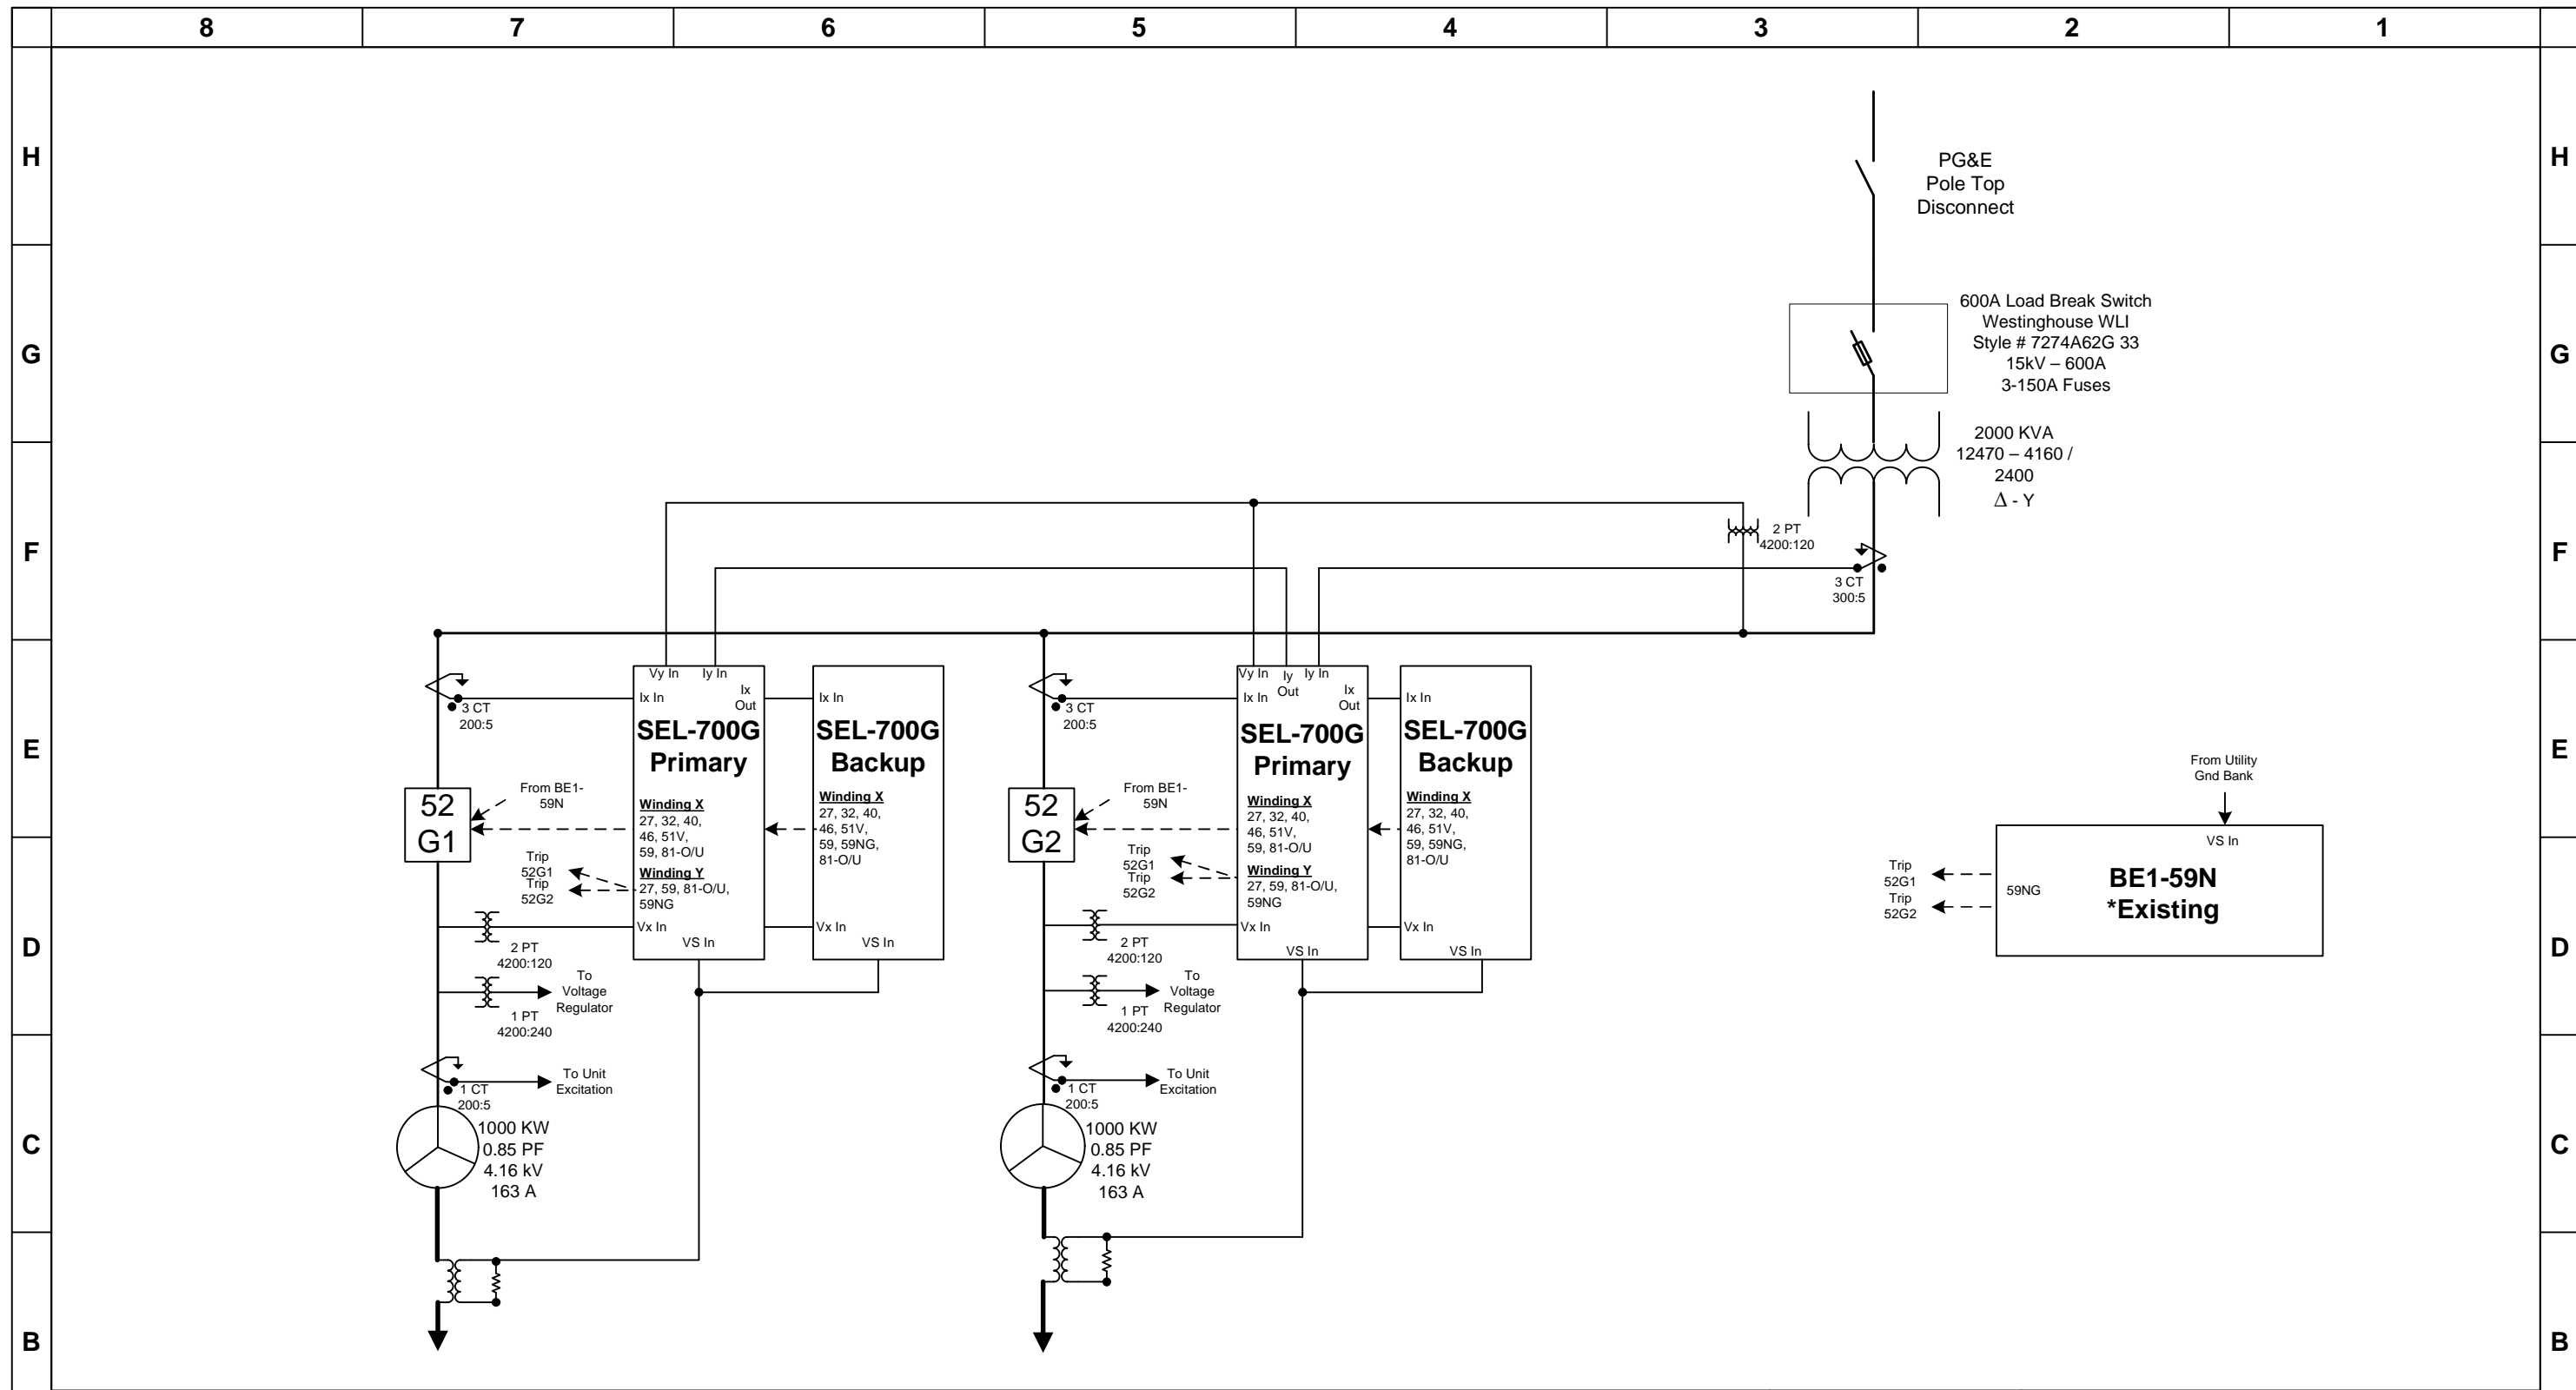 8 7 6 5 4 3 2 1
H
H
PG&E
Pole Top
Disconnect
G
G
600A Load Break Switch
Westinghouse WLI
Style # 7274A62G 33
15kV – 600A
3-150A Fuses
2000 KVA
12470 – 4160 /
2400
Δ - Y
F
F
2 PT
4200:120
3 CT
300:5
E
E
3 CT
200:5
Vy In
Iy In
Ix In
Ix
Out
SEL-700G
Primary
Winding X
27, 32, 40,
46, 51V,
59, 81-O/U
Winding Y
27, 59, 81-O/U,
59NG
Vx In
VS In
Ix In
SEL-700G
Backup
Winding X
27, 32, 40,
46, 51V,
59, 59NG,
81-O/U
Vx In
VS In
52
G1
From BE1-
59N
Trip
52G1
Trip
52G2
3 CT
200:5
Vy In
Iy
Out
Iy In
Ix In
Ix
Out
SEL-700G
Primary
Winding X
27, 32, 40,
46, 51V,
59, 81-O/U
Winding Y
27, 59, 81-O/U,
59NG
Vx In
VS In
Ix In
SEL-700G
Backup
Winding X
27, 32, 40,
46, 51V,
59, 59NG,
81-O/U
Vx In
VS In
52
G2
From BE1-
59N
Trip
52G1
Trip
52G2
From Utility
Gnd Bank
VS In
BE1-59N
*Existing
59NG
Trip
52G1
Trip
52G2
D
D
2 PT
4200:120
To
Voltage
Regulator
1 PT
4200:240
2 PT
4200:120
To
Voltage
Regulator
1 PT
4200:240
C
C
To Unit
Excitation
1 CT
200:5
1000 KW
0.85 PF
4.16 kV
163 A
To Unit
Excitation
1 CT
200:5
1000 KW
0.85 PF
4.16 kV
163 A
B
B